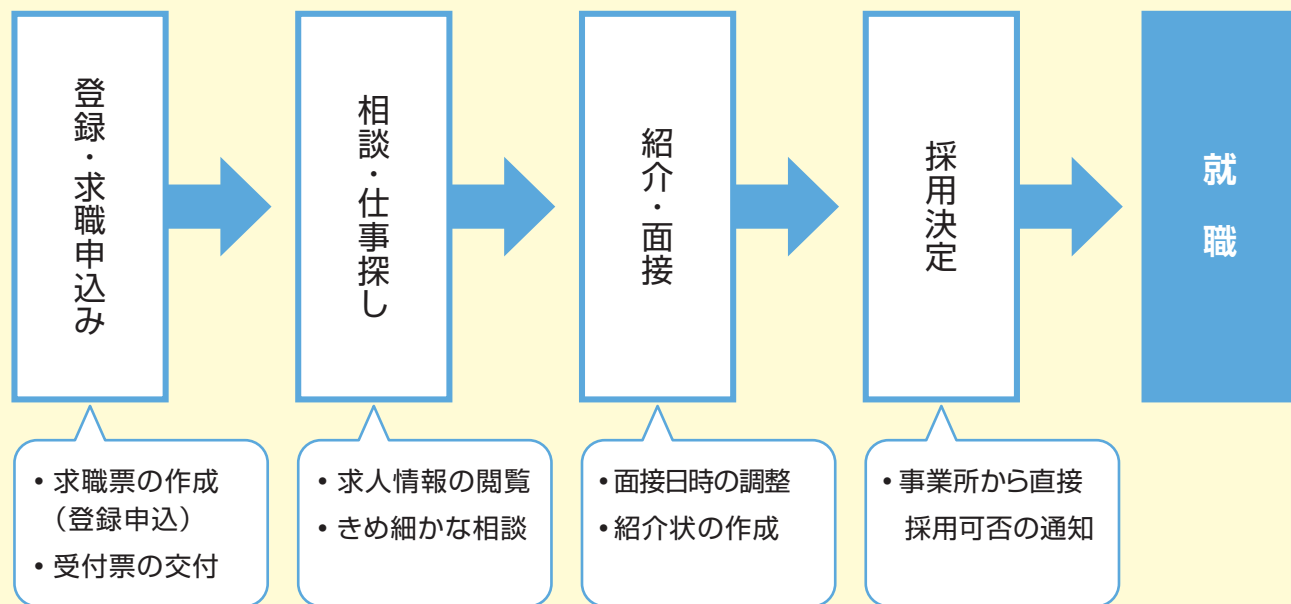 登録・求職申込み
相談・仕事探し
紹介・面接
採用決定
就職
・求職票の作成
（登録申込）
・受付票の交付
・求人情報の閲覧
・きめ細かな相談
・面接日時の調整
・紹介状の作成
・事業所から直接
採用可否の通知